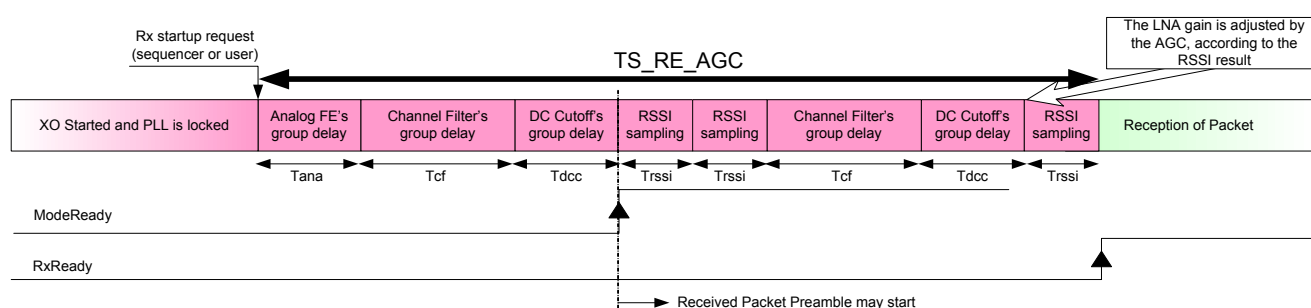 Rx startup request
(sequencer or user)
TS_RE_AGC
The LNA gain is adjusted by
the AGC, according to the
RSSI result
XO Started and PLL is locked
Analog FE's
group delay
Channel Filter's
group delay
DC Cutoff's
group delay
RSSI
sampling
RSSI
sampling
Channel Filter's
group delay
DC Cutoff's
group delay
RSSI
sampling
Reception of Packet
Tana
Tcf
Tdcc
Trssi
Trssi
Tcf
Tdcc
Trssi
ModeReady
RxReady
Received Packet Preamble may start